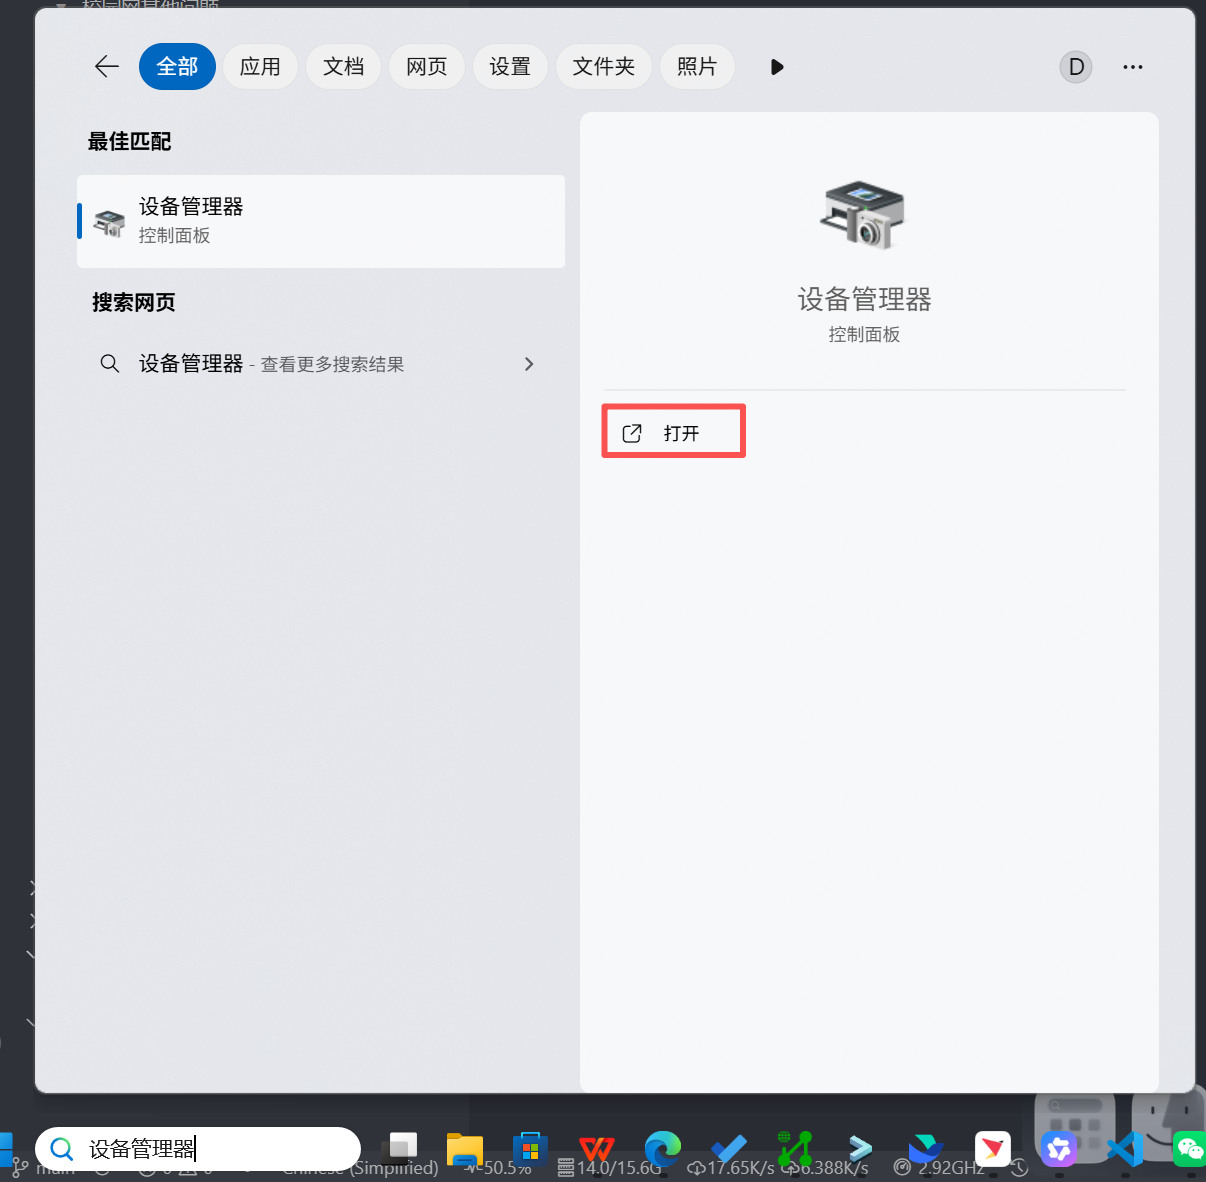 全部 应用 文档 网页 设置 文件夹 照片 D
最佳匹配
设备管理器
控制面板
搜索网页
设备管理器 - 查看更多搜索结果
设备管理器
控制面板
打开
设备管理器
main
Chinese (Simplified)
50.5%
14.0/15.6G
17.65K/s
6.388K/s
2.92GHz